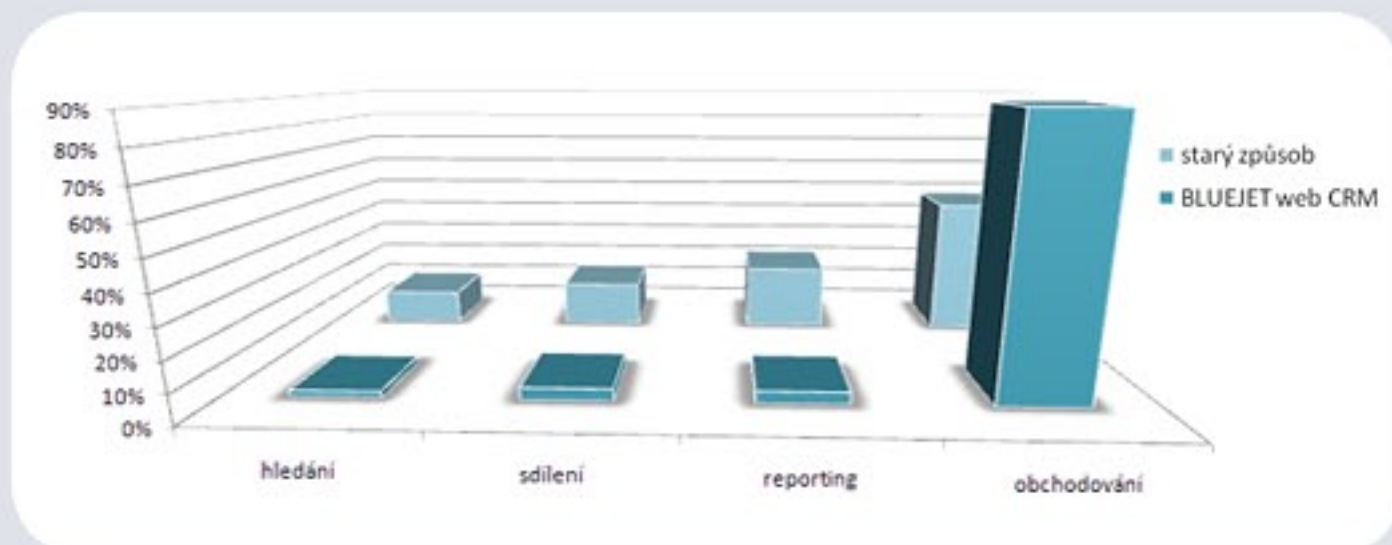 90%
80%
70%
60%
50%
40%
30%
20%
10%
0%
starý způsob
BLUEJET web CRM
hledání
sdílení
reporting
obchodování